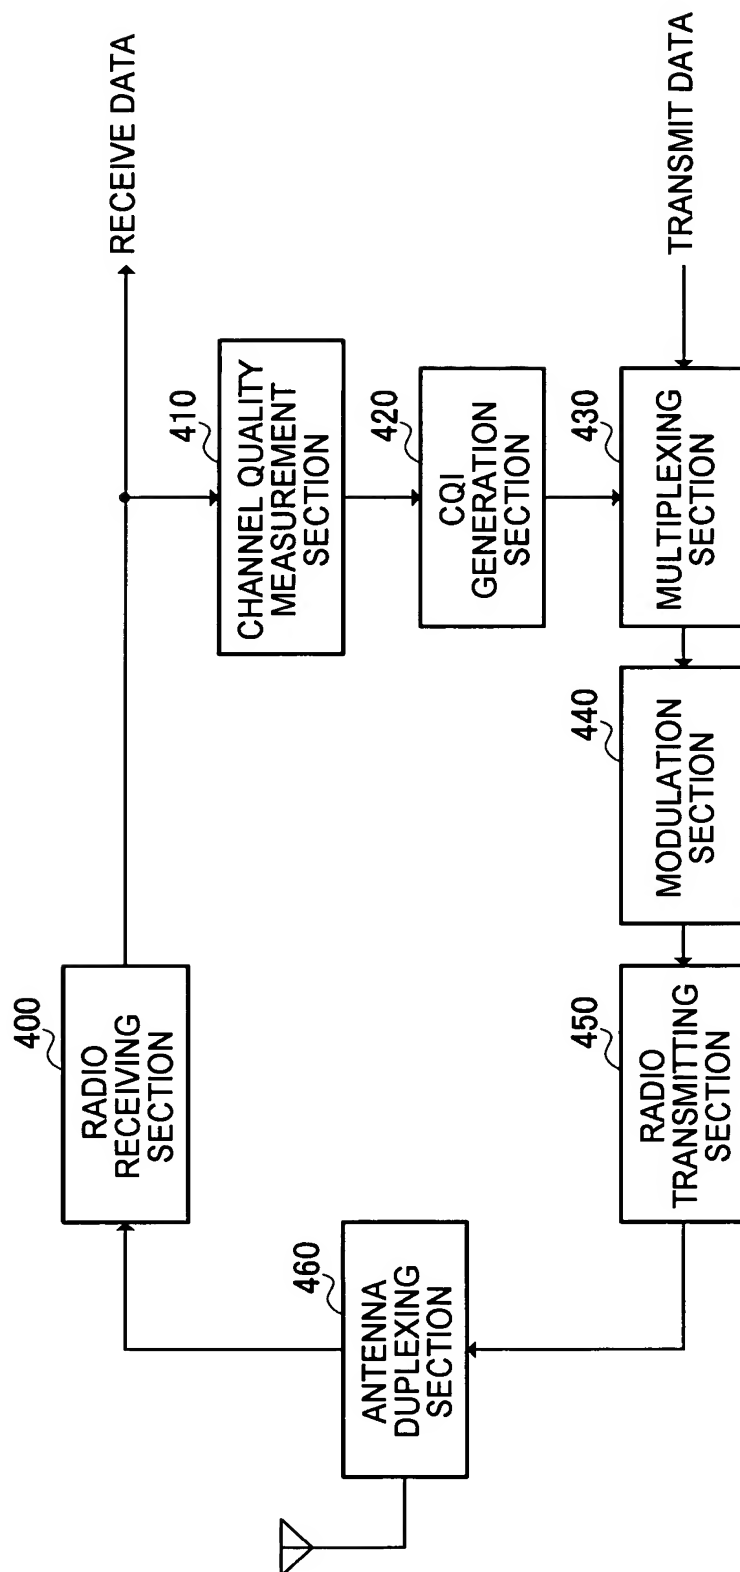 400
RADIO
RECEIVING
SECTION
RECEIVE DATA
460
ANTENNA
DUPLEXING
SECTION
410
CHANNEL QUALITY
MEASUREMENT
SECTION
420
CQI
GENERATION
SECTION
450
RADIO
TRANSMITTING
SECTION
440
MODULATION
SECTION
430
MULTIPLEXING
SECTION
TRANSMIT DATA